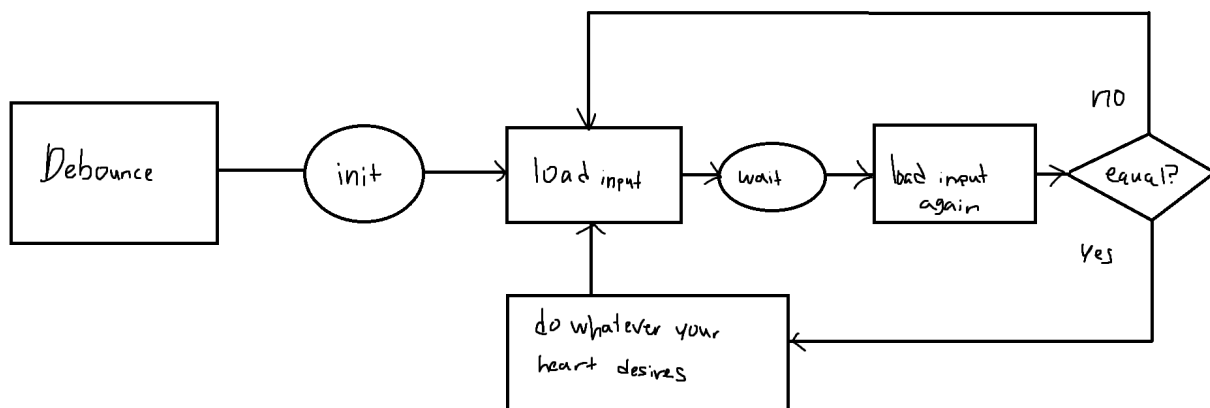 no
Debounce
init
load input
wait
load input
again
equal?
Yes
do whatever your
heart desires